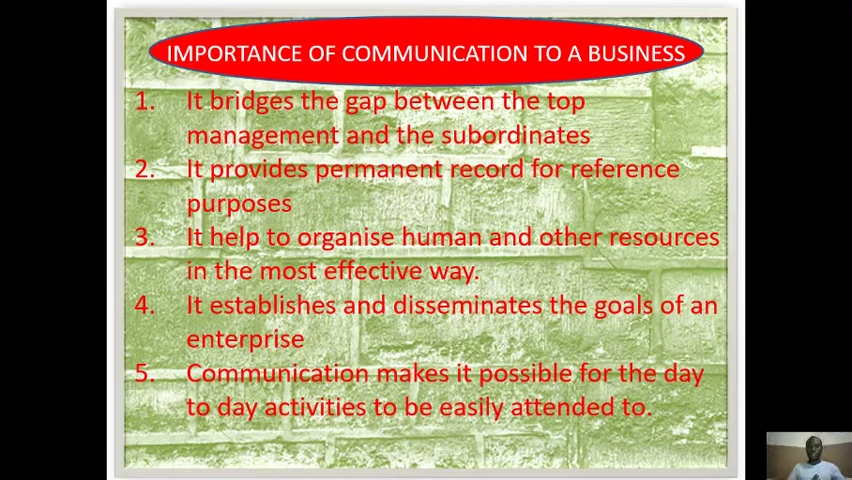 IMPORTANCE OF COMMUNICATION TO A BUSINESS
1. It bridges the gap between the top
management and the subordinates
2. It provides permanent record for reference
purposes
3. It help to organise human and other resources
in the most effective way.
4. It establishes and disseminates the goals of an
enterprise
5. Communication makes it possible for the day
to day activities to be easily attended to.